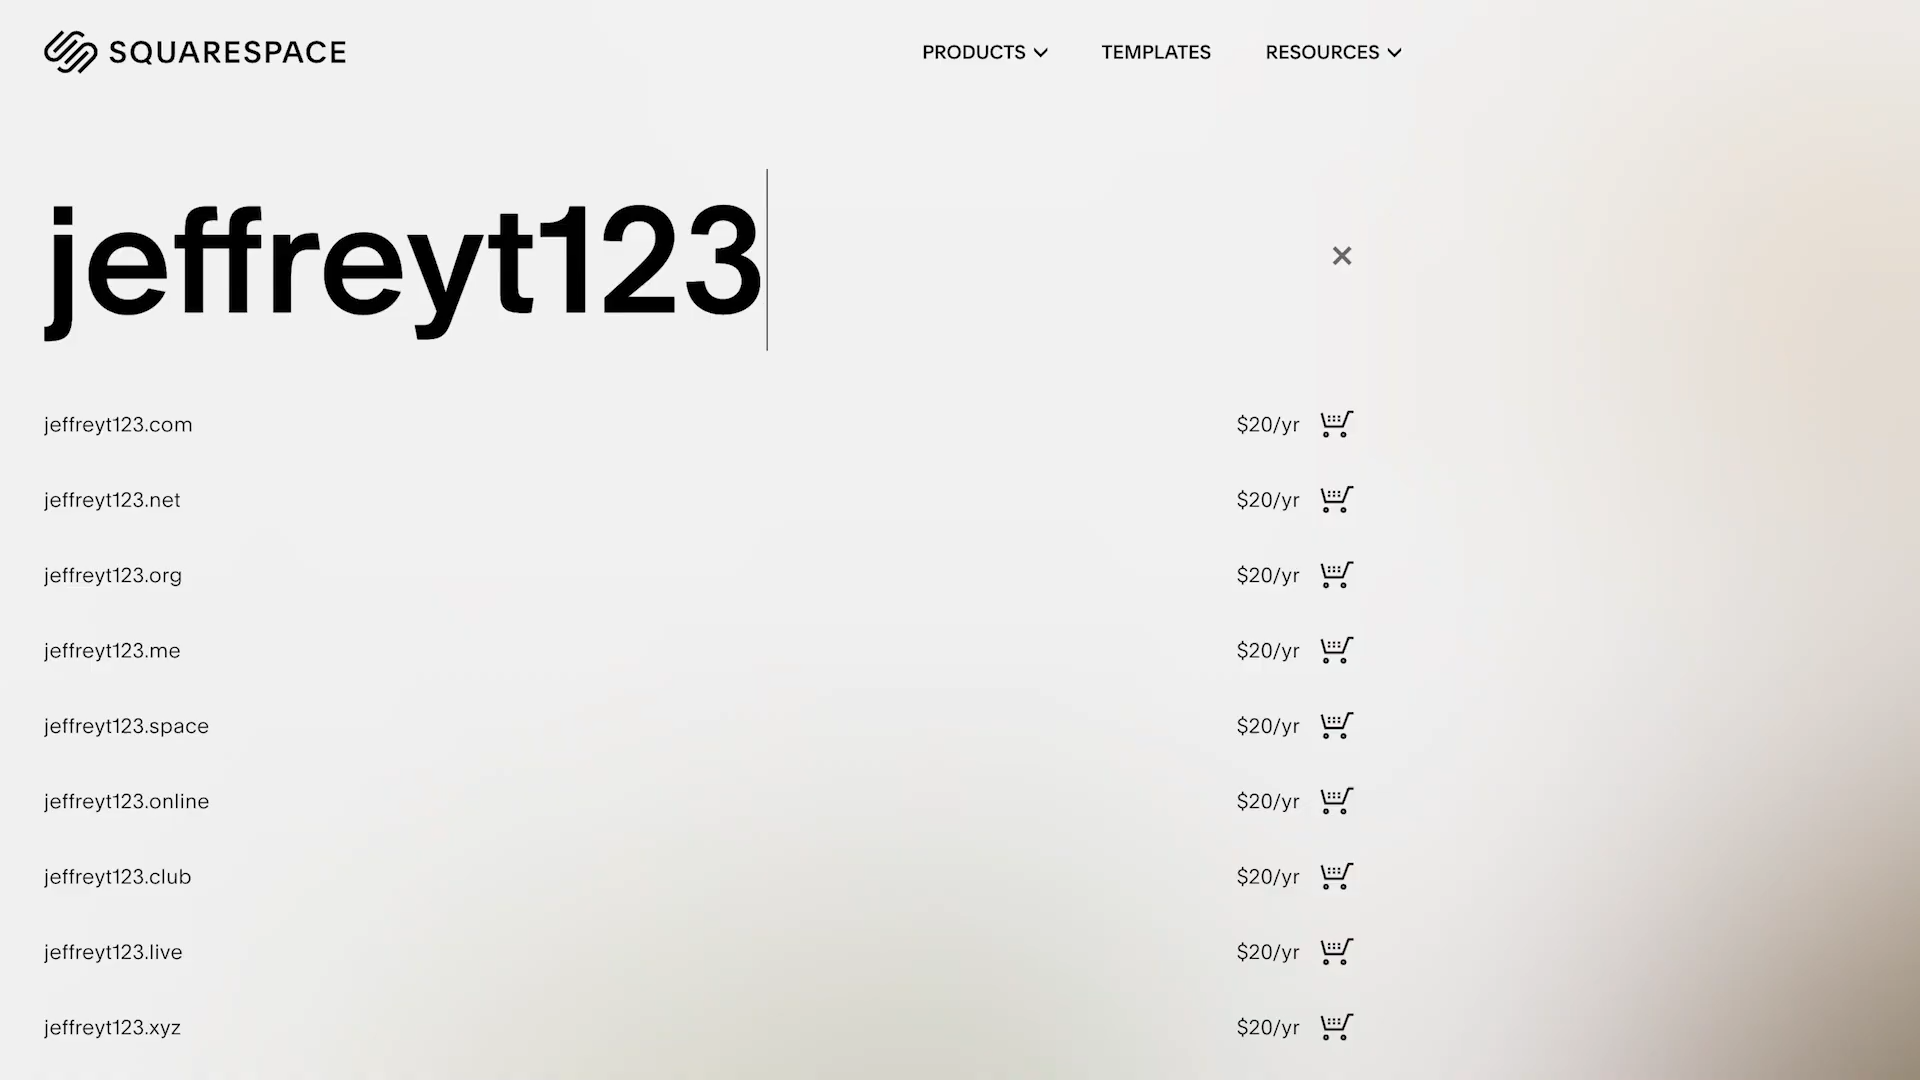 SQUARESPACE PRODUCTS TEMPLATES RESOURCES
jeffreyt123
jeffreyt123.com $20/yr
jeffreyt123.net $20/yr
jeffreyt123.org $20/yr
jeffreyt123.me $20/yr
jeffreyt123.space $20/yr
jeffreyt123.online $20/yr
jeffreyt123.club $20/yr
jeffreyt123.live $20/yr
jeffreyt123.xyz $20/yr